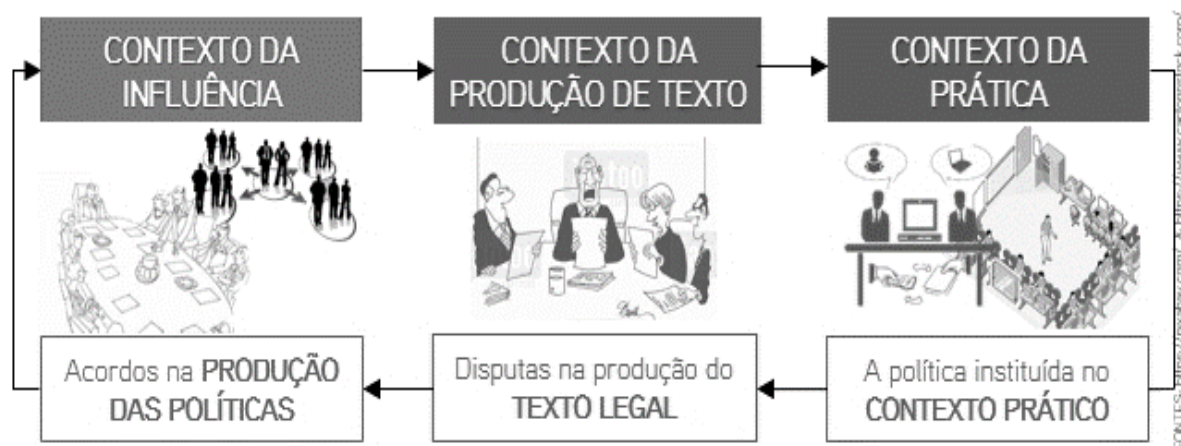 CONTEXTO DA
INFLUÊNCIA
CONTEXTO DA
PRODUÇÃO DE TEXTO
CONTEXTO DA
PRÁTICA
Acordos na PRODUÇÃO
DAS POLÍTICAS
Disputas na produção do
TEXTO LEGAL
A política instituída no
CONTEXTO PRÁTICO